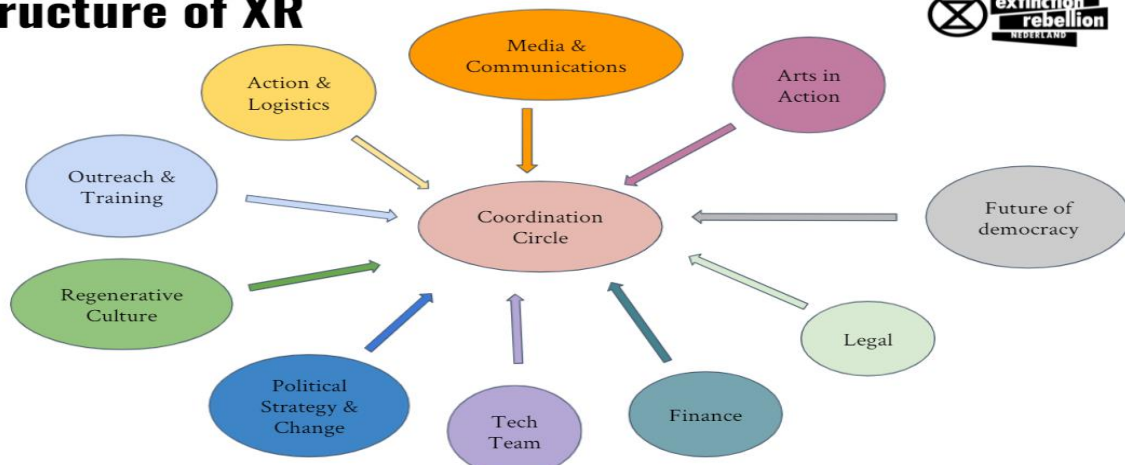 ructure of XR
extinction
rebellion
NEDERLAND
Media &
Communications
Action &
Logistics
Arts in
Action
Outreach &
Training
Coordination
Circle
Future of
democracy
Regenerative
Culture
Legal
Political
Strategy &
Change
Tech
Team
Finance